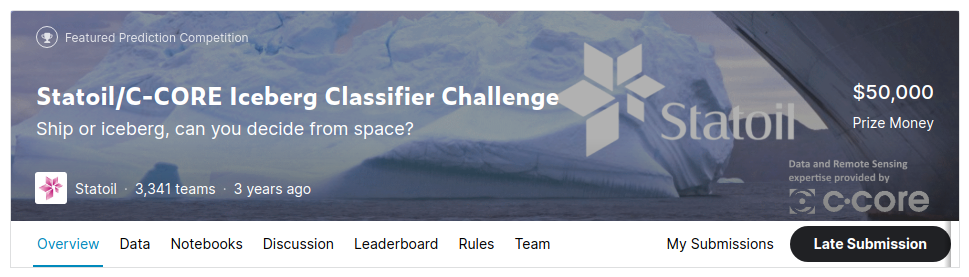 Featured Prediction Competition
Statoil/C-CORE Iceberg Classifier Challenge
Ship or iceberg, can you decide from space?
Statoil · 3,341 teams · 3 years ago
Statoil
$50,000
Prize Money
Data and Remote Sensing
expertise provided by
c·core
Overview Data Notebooks Discussion Leaderboard Rules Team My Submissions Late Submission